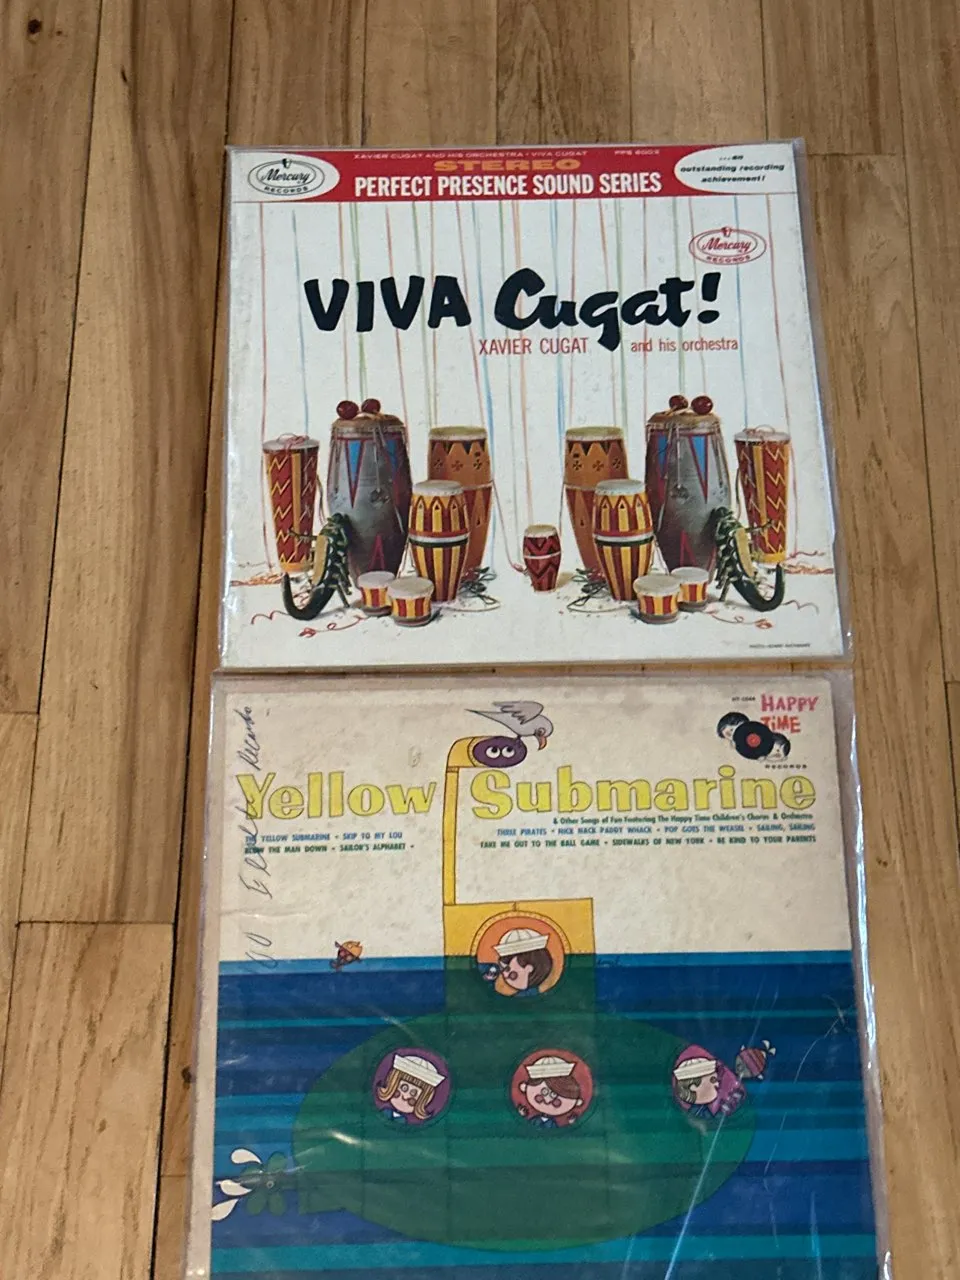 XAVIER CUGAT AND HIS ORCHESTRA • VIVA CUGAT
STEREO
PERFECT PRESENCE SOUND SERIES
Mercury
RECORDS
...an
outstanding recording
achievement!
Mercury
RECORDS
VIVA Cugat!
XAVIER CUGAT and his orchestra
HAPPY
TIME
RECORDS
Yellow Submarine
& Other Songs of Fun Featuring The Happy Time Children's Chorus & Orchestra
YELLOW SUBMARINE • SKIP TO MY LOU
THE MAN DOWN • SAILOR'S ALPHABET •
THREE PIRATES • NICK NACK PADDY WHACK • POP GOES THE WEASEL • SAILING, SAILING
TAKE ME OUT TO THE BALL GAME • SIDEWALKS OF NEW YORK • BE KIND TO YOUR PARENTS
Records